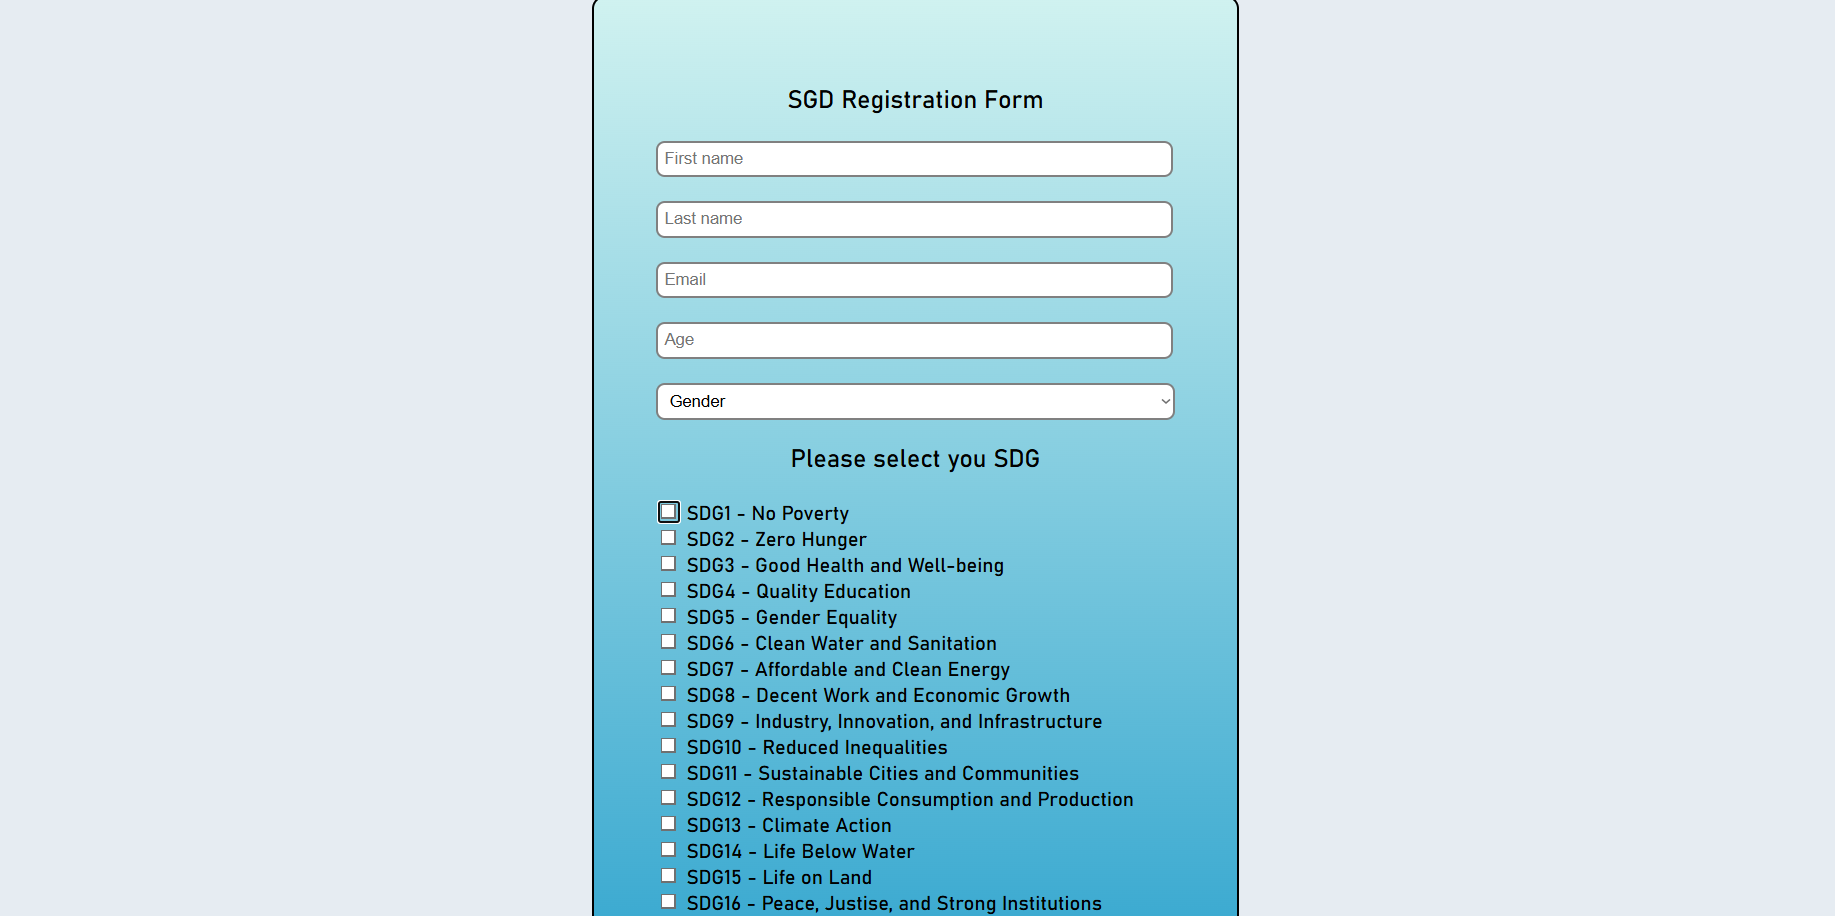 SGD Registration Form
First name
Last name
Email
Age
Gender
Please select you SDG
SDG1 - No Poverty
SDG2 - Zero Hunger
SDG3 - Good Health and Well-being
SDG4 - Quality Education
SDG5 - Gender Equality
SDG6 - Clean Water and Sanitation
SDG7 - Affordable and Clean Energy
SDG8 - Decent Work and Economic Growth
SDG9 - Industry, Innovation, and Infrastructure
SDG10 - Reduced Inequalities
SDG11 - Sustainable Cities and Communities
SDG12 - Responsible Consumption and Production
SDG13 - Climate Action
SDG14 - Life Below Water
SDG15 - Life on Land
SDG16 - Peace, Justise, and Strong Institutions